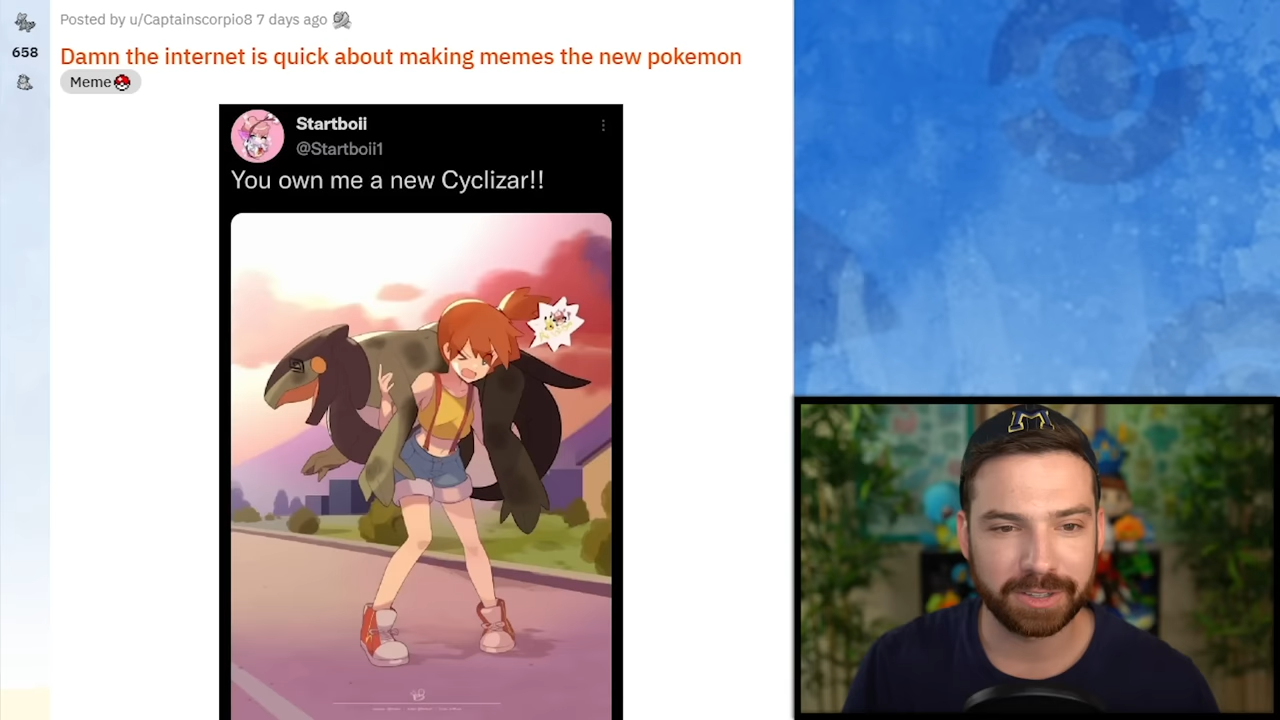 Posted by u/Captainscorpio8 7 days ago
658
Damn the internet is quick about making memes the new pokemon
Meme
Startboii
@Startboii1
You own me a new Cyclizar!!
M